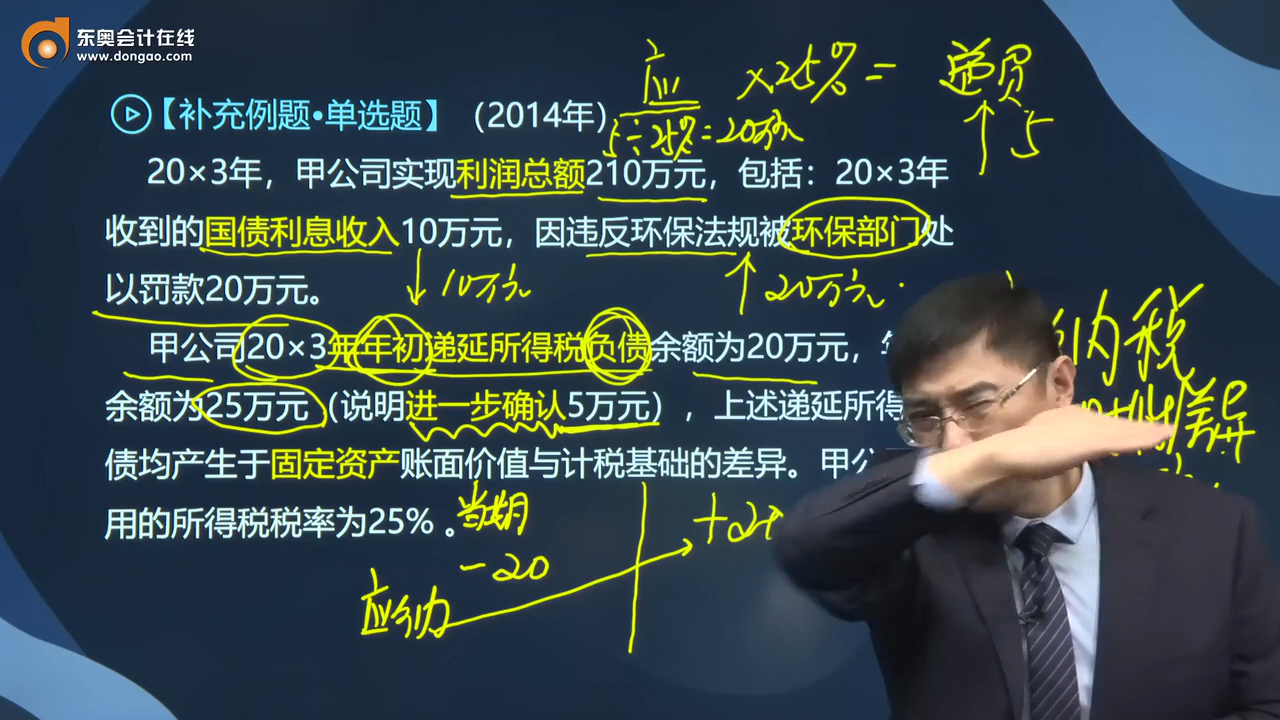 东奥会计在线
www.dongao.com
应 ×25% = 递负
5÷25%=20万元 ↑5
【补充例题•单选题】（2014年）
20×3年，甲公司实现利润总额210万元，包括：20×3年
收到的国债利息收入10万元，因违反环保法规被环保部门处
以罚款20万元。
↓10万元 ↑20万元
甲公司20×3年年初递延所得税负债余额为20万元，
纳税
余额为25万元（说明进一步确认5万元），上述递延所得
差异
债均产生于固定资产账面价值与计税基础的差异。甲公
用的所得税税率为25% 。
当期
-20
应纳